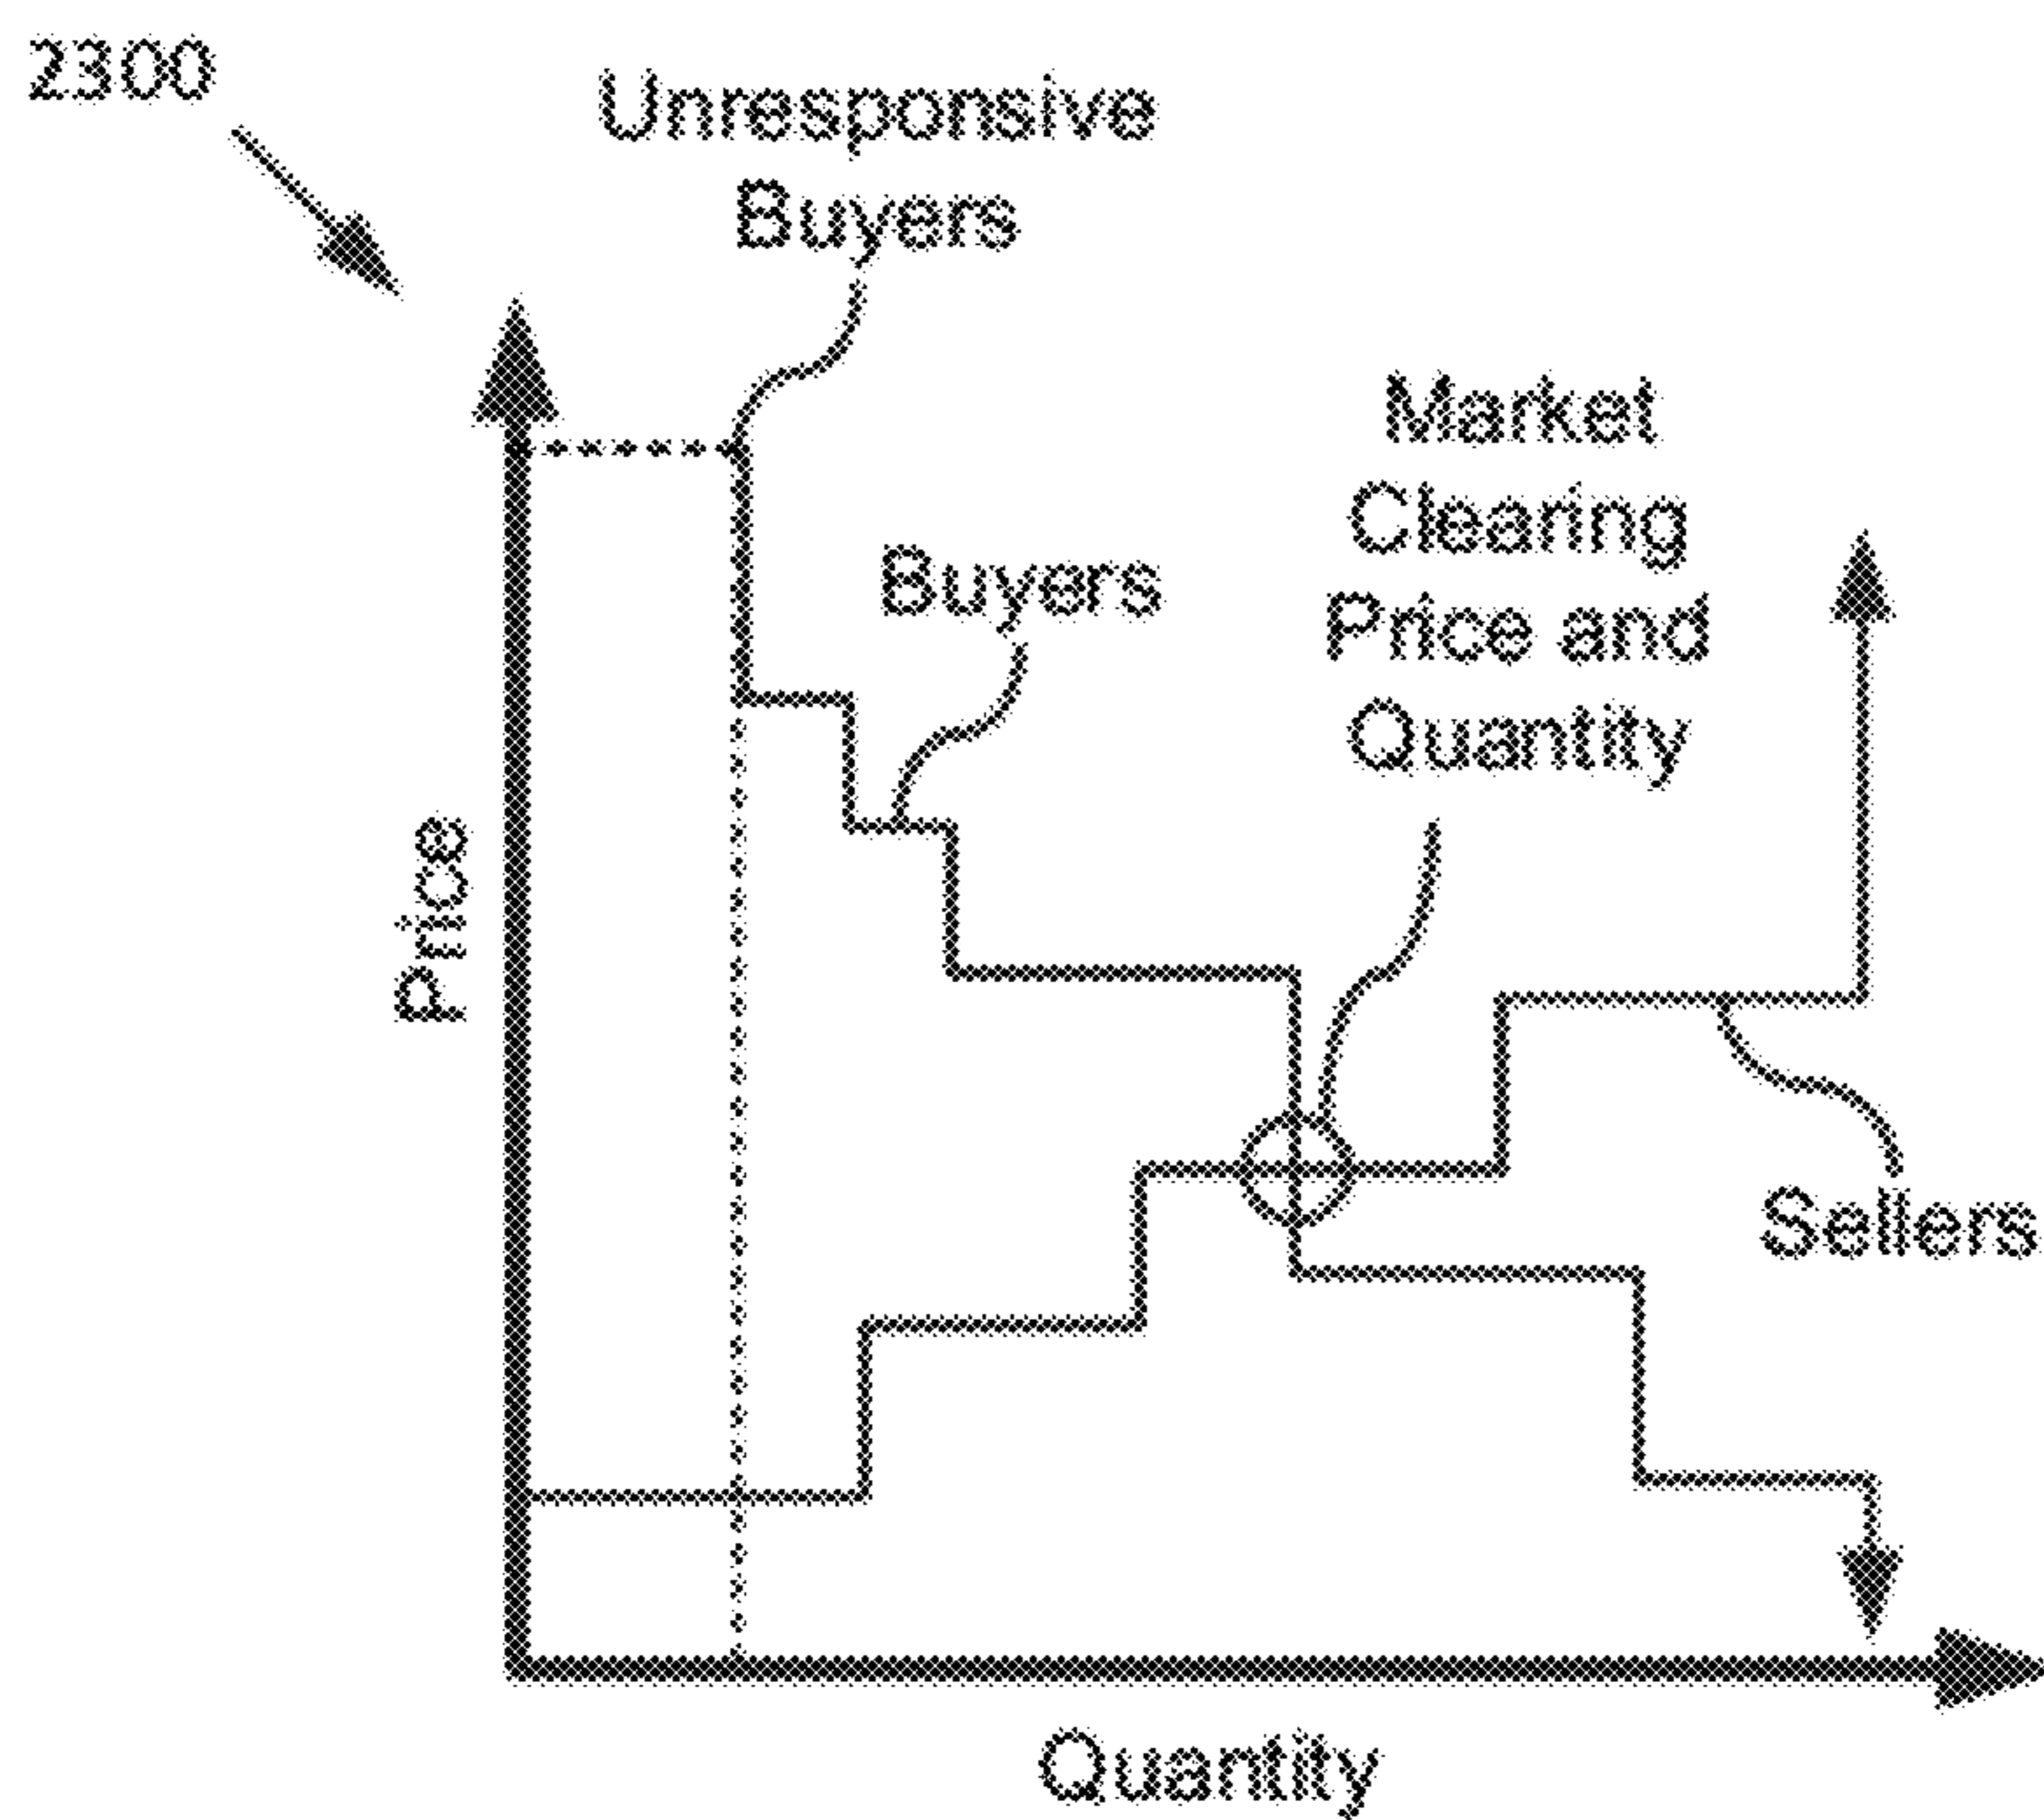 2300
Unresponsive
Buyers
Market
Clearing
Price and
Quantity
Buyers
Price
Sellers
Quantity